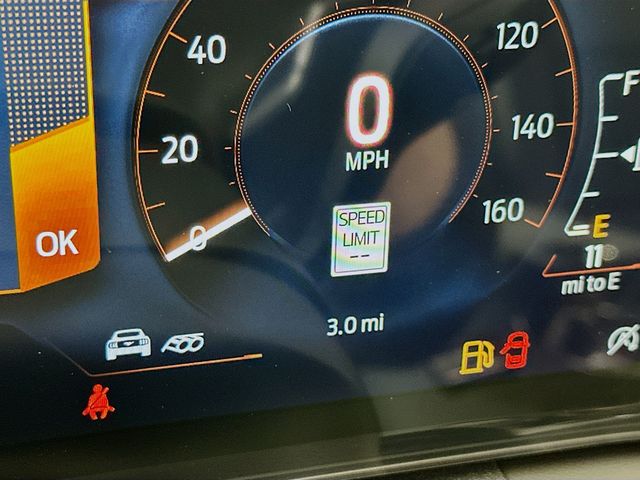 40
120
0
MPH
20
140
F
OK
0
SPEED
LIMIT
--
160
E
11
mi to E
3.0 mi